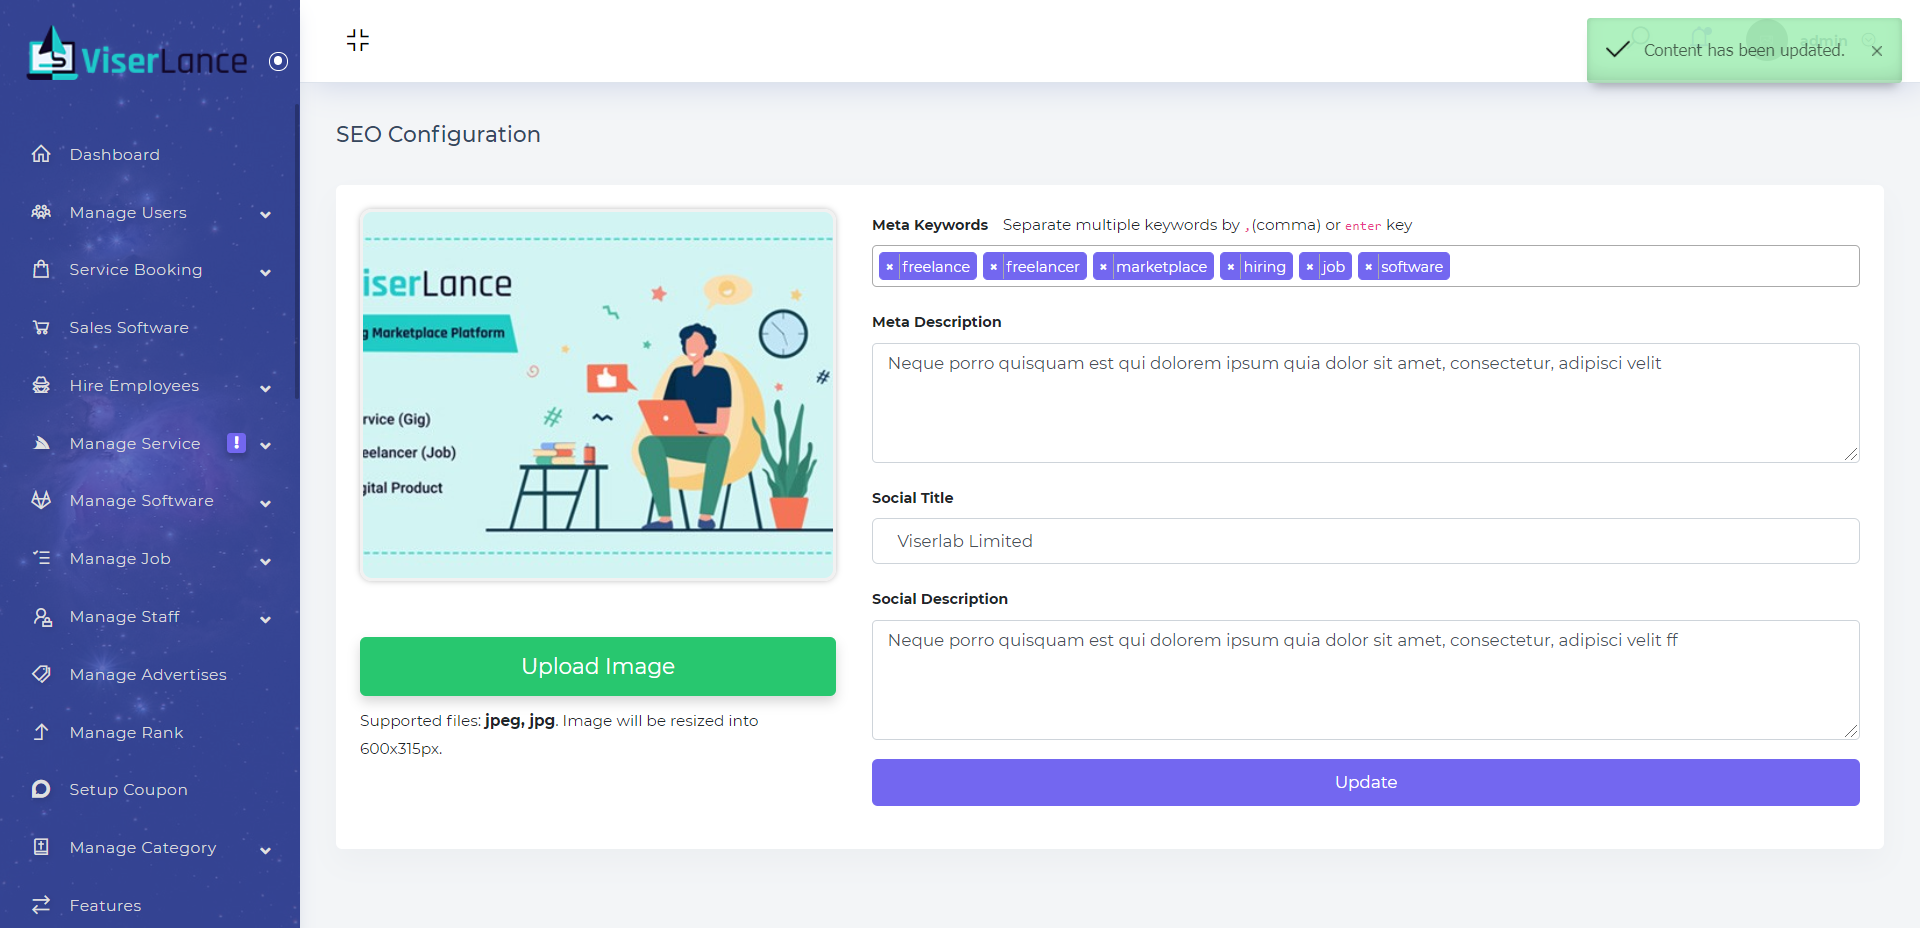 ViserLance
Dashboard
Manage Users
Service Booking
Sales Software
Hire Employees
Manage Service !
Manage Software
Manage Job
Manage Staff
Manage Advertises
Manage Rank
Setup Coupon
Manage Category
Features
admin
Content has been updated. ×
SEO Configuration
iserLance
g Marketplace Platform
rvice (Gig)
eelancer (Job)
gital Product
Upload Image
Supported files: jpeg, jpg. Image will be resized into
600x315px.
Meta Keywords Separate multiple keywords by ,(comma) or enter key
× freelance × freelancer × marketplace × hiring × job × software
Meta Description
Neque porro quisquam est qui dolorem ipsum quia dolor sit amet, consectetur, adipisci velit
Social Title
Viserlab Limited
Social Description
Neque porro quisquam est qui dolorem ipsum quia dolor sit amet, consectetur, adipisci velit ff
Update